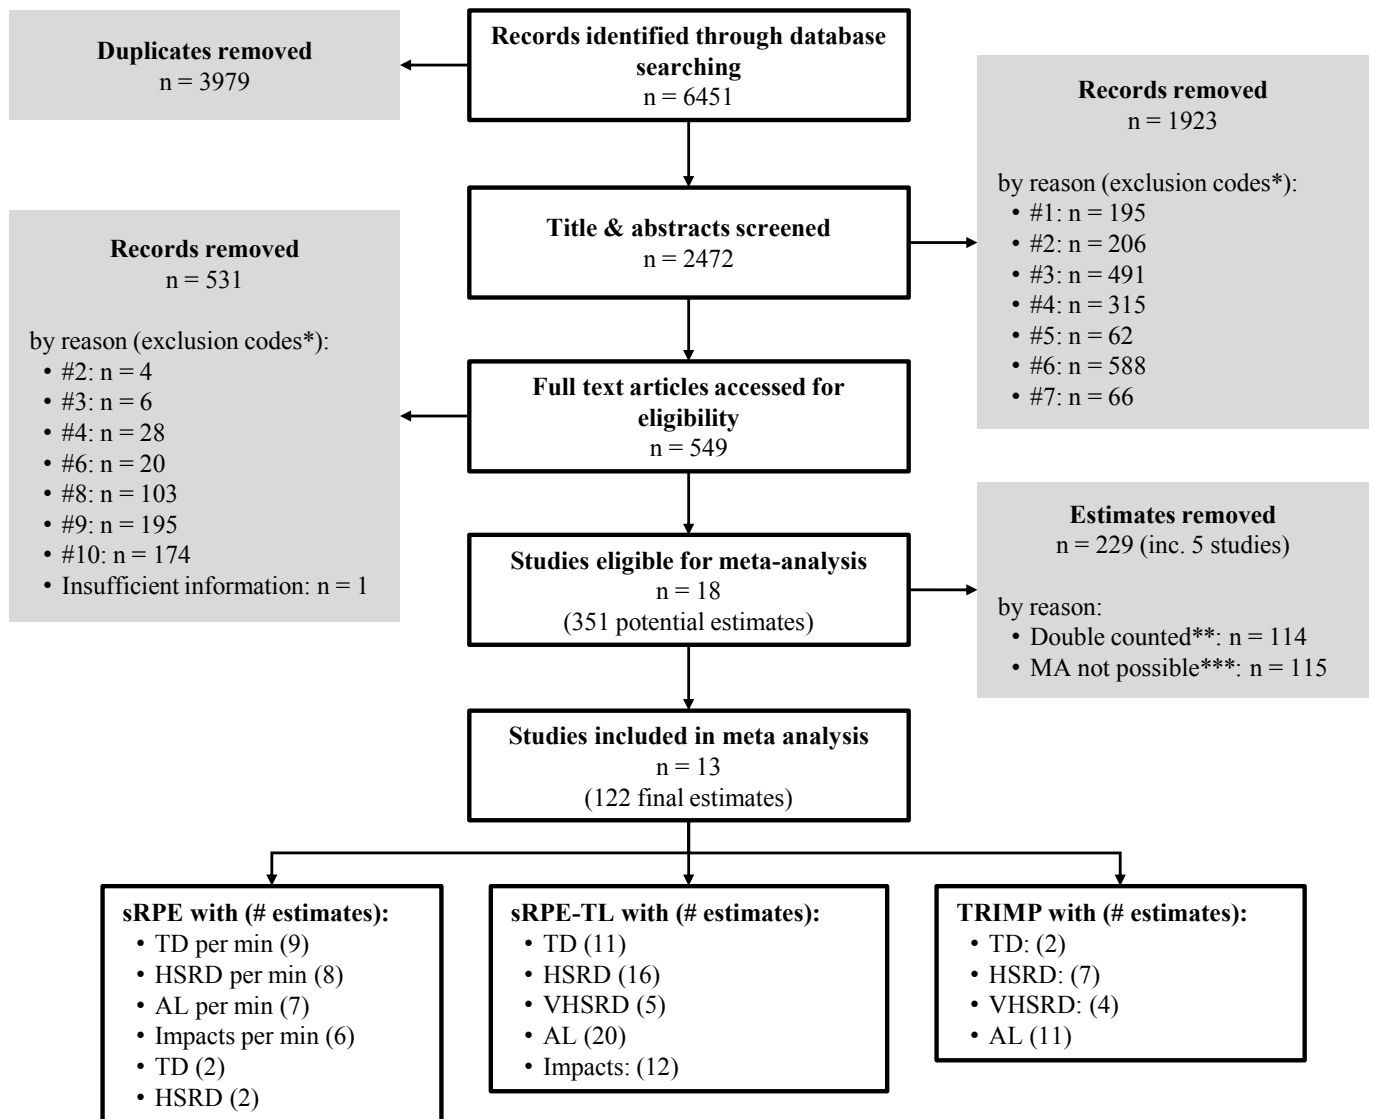 Records identified through database
searching
n = 6451
Duplicates removed
n = 3979
Records removed
n = 1923
by reason (exclusion codes*):
• #1: n = 195
• #2: n = 206
• #3: n = 491
• #4: n = 315
• #5: n = 62
• #6: n = 588
• #7: n = 66
Title & abstracts screened
n = 2472
Records removed
n = 531
by reason (exclusion codes*):
• #2: n = 4
• #3: n = 6
• #4: n = 28
• #6: n = 20
• #8: n = 103
• #9: n = 195
• #10: n = 174
• Insufficient information: n = 1
Full text articles accessed for
eligibility
n = 549
Studies eligible for meta-analysis
n = 18
(351 potential estimates)
Estimates removed
n = 229 (inc. 5 studies)
by reason:
• Double counted**: n = 114
• MA not possible***: n = 115
Studies included in meta analysis
n = 13
(122 final estimates)
sRPE with (# estimates):
• TD per min (9)
• HSRD per min (8)
• AL per min (7)
• Impacts per min (6)
• TD (2)
• HSRD (2)
sRPE-TL with (# estimates):
• TD (11)
• HSRD (16)
• VHSRD (5)
• AL (20)
• Impacts: (12)
TRIMP with (# estimates):
• TD: (2)
• HSRD: (7)
• VHSRD: (4)
• AL (11)